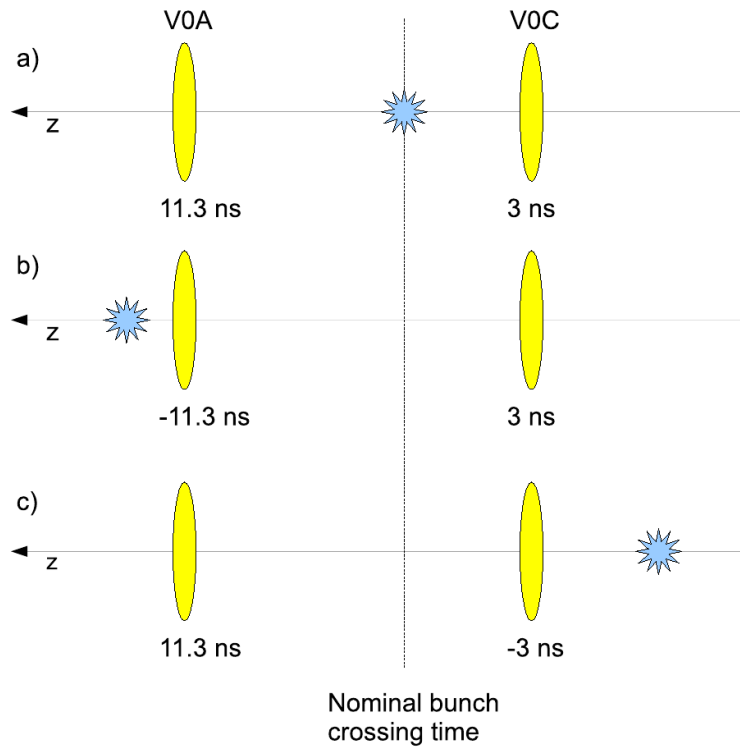 V0A V0C
a)
z
11.3 ns 3 ns
b)
z
-11.3 ns 3 ns
c)
z
11.3 ns -3 ns
Nominal bunch
crossing time